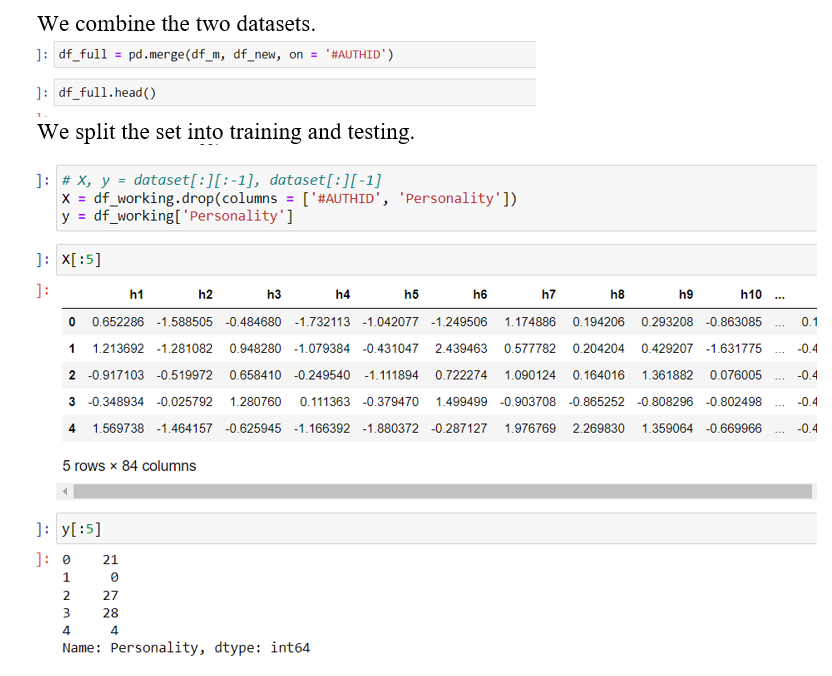 We combine the two datasets.
]: df_full = pd.merge(df_m, df_new, on = '#AUTHID')
]: df_full.head()
We split the set into training and testing.
]: # X, y = dataset[:][:-1], dataset[:][-1]
X = df_working.drop(columns = ['#AUTHID', 'Personality'])
y = df_working['Personality']
]: X[:5]
]: h1 h2 h3 h4 h5 h6 h7 h8 h9 h10 ...
0 0.652286 -1.588505 -0.484680 -1.732113 -1.042077 -1.249506 1.174886 0.194206 0.293208 -0.863085 ... 0.1
1 1.213692 -1.281082 0.948280 -1.079384 -0.431047 2.439463 0.577782 0.204204 0.429207 -1.631775 ... -0.4
2 -0.917103 -0.519972 0.658410 -0.249540 -1.111894 0.722274 1.090124 0.164016 1.361882 0.076005 ... -0.4
3 -0.348934 -0.025792 1.280760 0.111363 -0.379470 1.499499 -0.903708 -0.865252 -0.808296 -0.802498 ... -0.4
4 1.569738 -1.464157 -0.625945 -1.166392 -1.880372 -0.287127 1.976769 2.269830 1.359064 -0.669966 ... -0.4
5 rows × 84 columns
]: y[:5]
]: 0 21
1 0
2 27
3 28
4 4
Name: Personality, dtype: int64